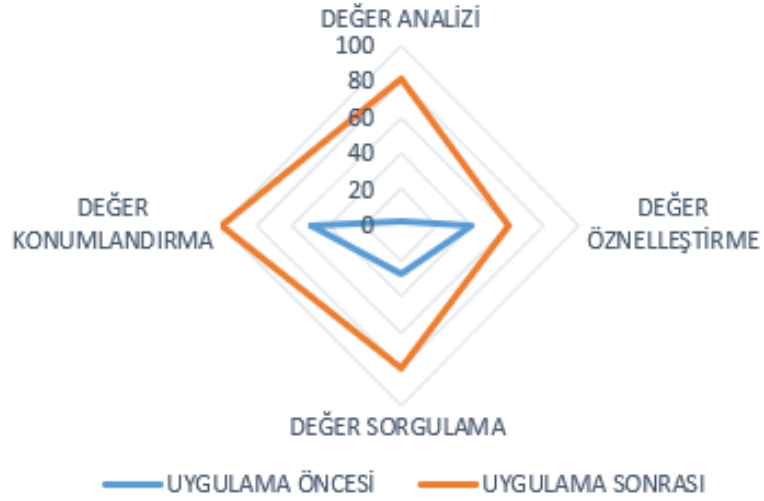 DEĞER ANALİZİ
100
80
60
40
20
0
DEĞER
KONUMLANDIRMA
DEĞER
ÖZNELLEŞTİRME
DEĞER SORGULAMA
UYGULAMA ÖNCESİ
UYGULAMA SONRASI